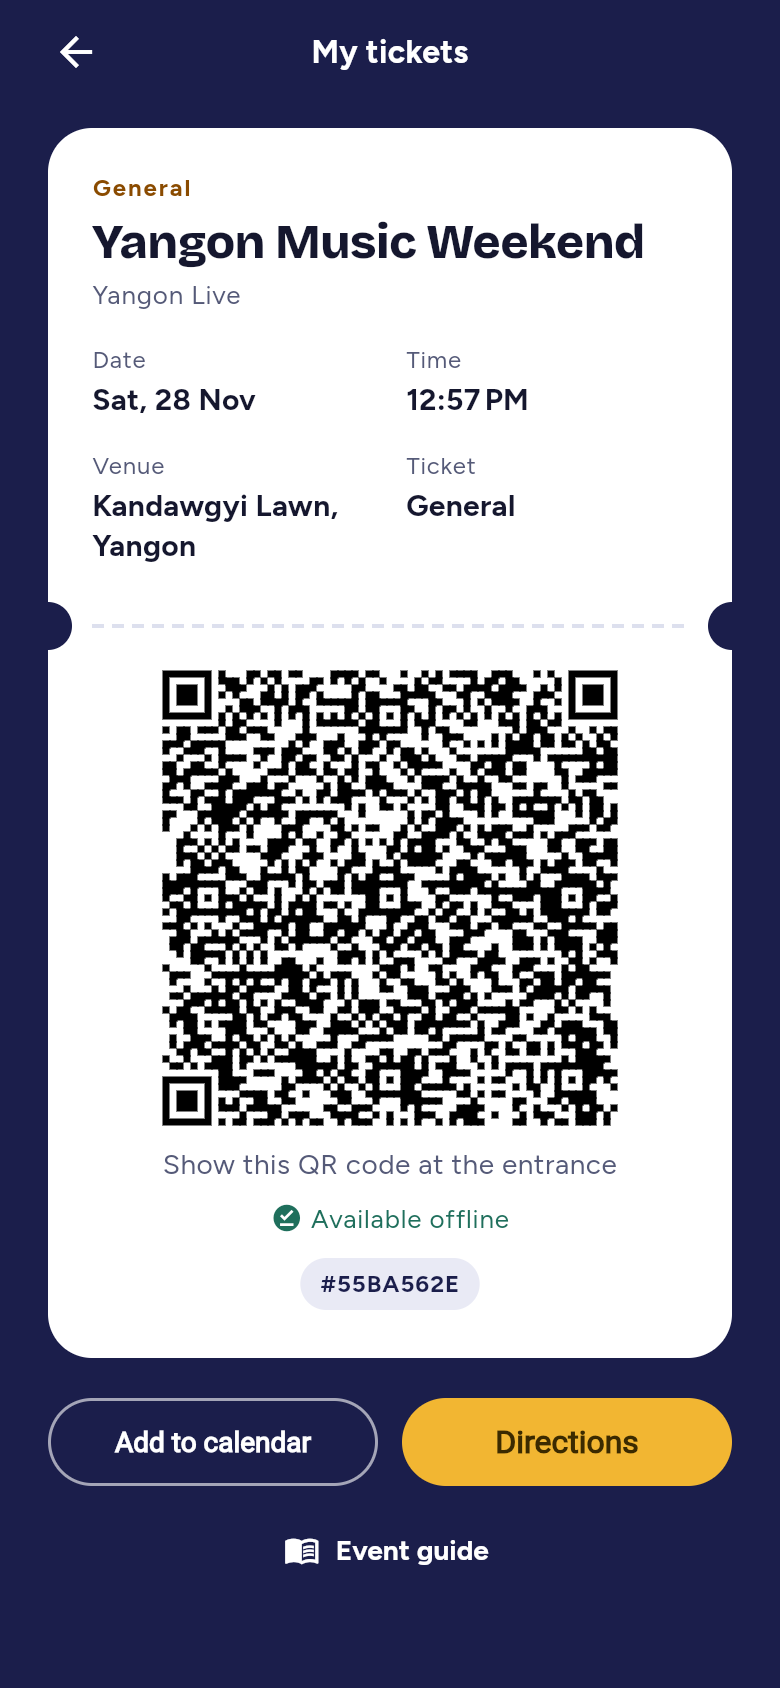 My tickets
General
Yangon Music Weekend
Yangon Live
Date
Time
Sat, 28 Nov
12:57 PM
Venue
Ticket
Kandawgyi Lawn,
Yangon
General
Show this QR code at the entrance
Available offline
#55BA562E
Add to calendar
Directions
Event guide